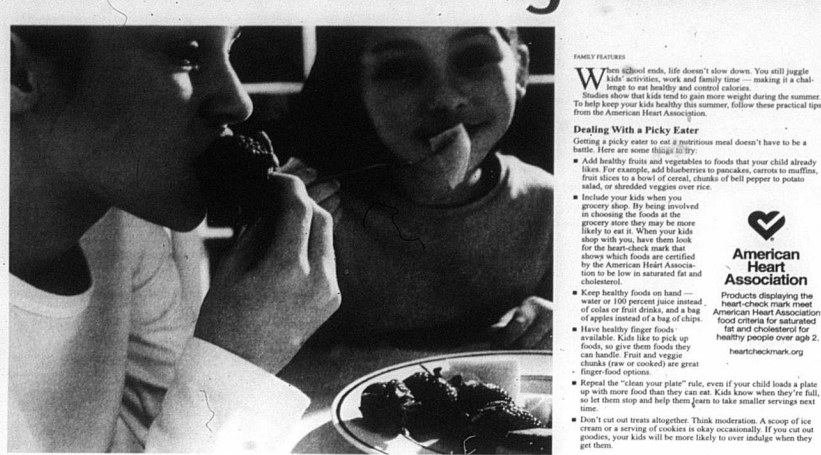 FAMILY FEATURES
When school ends, life doesn't slow down. You still juggle
kids' activities, work and family time — making it a chal-
lenge to eat healthy and control calories.
Studies show that kids tend to gain more weight during the summer.
To help keep your kids healthy this summer, follow these practical tips
from the American Heart Association.
Dealing With a Picky Eater
Getting a picky eater to eat a nutritious meal doesn't have to be a
battle. Here are some things to try:
■ Add healthy fruits and vegetables to foods that your child already
likes. For example, add blueberries to pancakes, carrots to muffins,
fruit slices to a bowl of cereal, chunks of bell pepper to potato
salad, or shredded veggies over rice.
■ Include your kids when you
grocery shop. By being involved
in choosing the foods at the
grocery store they may be more
likely to eat it. When your kids
shop with you, have them look
for the heart-check mark that
shows which foods are certified
by the American Heart Associa-
tion to be low in saturated fat and
cholesterol.
■ Keep healthy foods on hand —
water or 100 percent juice instead
of colas or fruit drinks, and a bag
of apples instead of a bag of chips.
■ Have healthy finger foods
available. Kids like to pick up
foods, so give them foods they
can handle. Fruit and veggie
chunks (raw or cooked) are great
finger-food options.
■ Repeal the "clean your plate" rule, even if your child loads a plate
up with more food than they can eat. Kids know when they're full,
so let them stop and help them learn to take smaller servings next
time.
■ Don't cut out treats altogether. Think moderation. A scoop of ice
cream or a serving of cookies is okay occasionally. If you cut out
goodies, your kids will be more likely to over indulge when they
get them.
American
Heart
Association
Products displaying the
heart-check mark meet
American Heart Association
food criteria for saturated
fat and cholesterol for
healthy people over age 2.
heartcheckmark.org